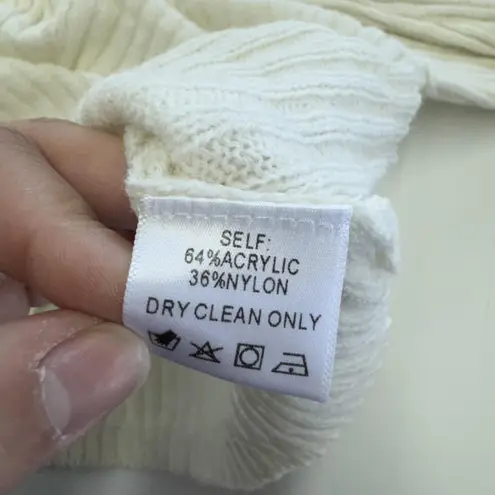 SELF:
64%ACRYLIC
36%NYLON
DRY CLEAN ONLY